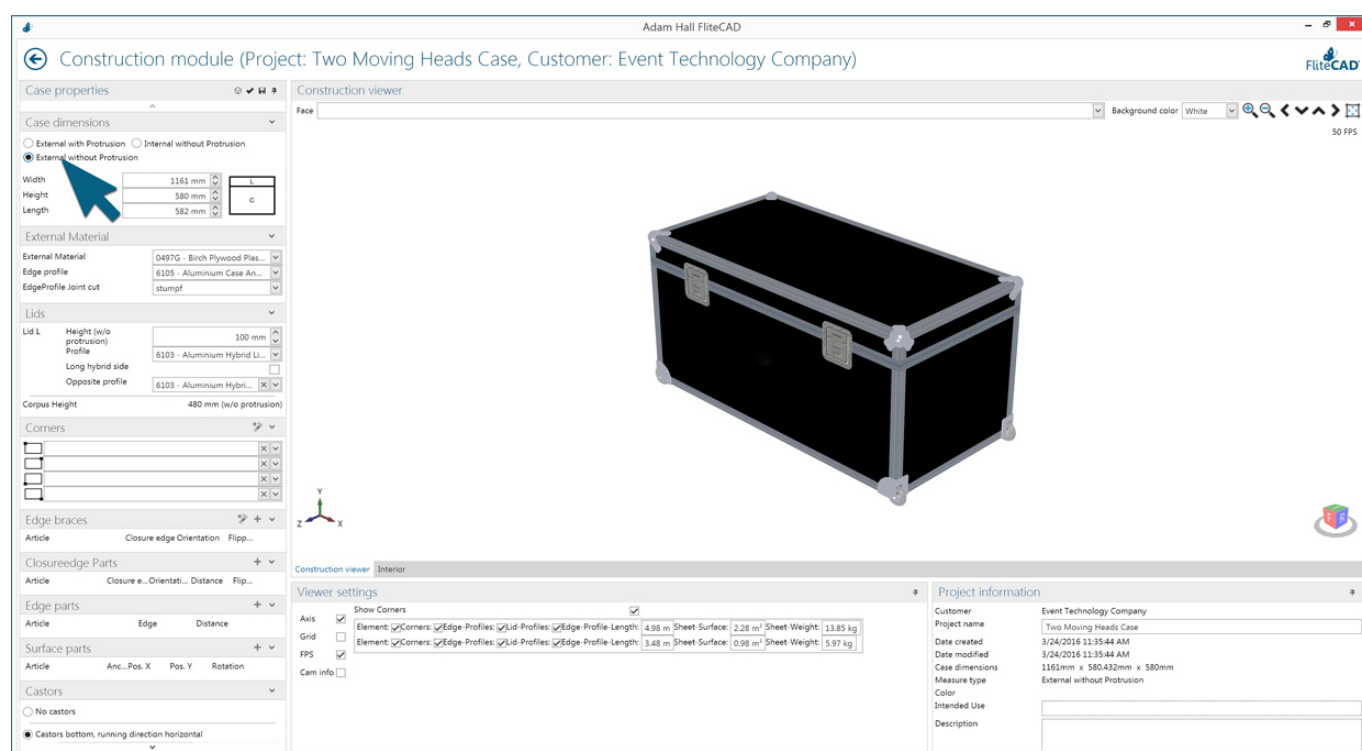 Adam Hall FliteCAD
Construction module (Project: Two Moving Heads Case, Customer: Event Technology Company)
FliteCAD
Case properties
Case dimensions
External with Protrusion Internal without Protrusion
External without Protrusion
Width 1161 mm
Height 580 mm
Length 582 mm
L
C
External Material
External Material 0497G - Birch Plywood Plas...
Edge profile 6105 - Aluminium Case An...
EdgeProfile Joint cut stumpf
Lids
Lid L Height (w/o protrusion) 100 mm
Profile 6103 - Aluminium Hybrid Li...
Long hybrid side
Opposite profile 6103 - Aluminium Hybri...
Corpus Height 480 mm (w/o protrusion)
Corners
Edge braces
Article Closure edge Orientation Flipp...
Closureedge Parts
Article Closure e... Orientati... Distance Flip...
Edge parts
Article Edge Distance
Surface parts
Article Anc... Pos. X Pos. Y Rotation
Castors
No castors
Castors bottom, running direction horizontal
Construction viewer
Face Background color White
50 FPS
Y
Z X
F R
Construction viewer Interior
Viewer settings
Axis
Grid
FPS
Cam info
Show Corners
Element: Corners: Edge-Profiles: Lid-Profiles: Edge-Profile-Length: 4.98 m Sheet-Surface: 2.28 m² Sheet-Weight: 13.85 kg
Element: Corners: Edge-Profiles: Lid-Profiles: Edge-Profile-Length: 3.48 m Sheet-Surface: 0.98 m² Sheet-Weight: 5.97 kg
Project information
Customer Event Technology Company
Project name Two Moving Heads Case
Date created 3/24/2016 11:35:44 AM
Date modified 3/24/2016 11:35:44 AM
Case dimensions 1161mm x 580.432mm x 580mm
Measure type External without Protrusion
Color
Intended Use
Description